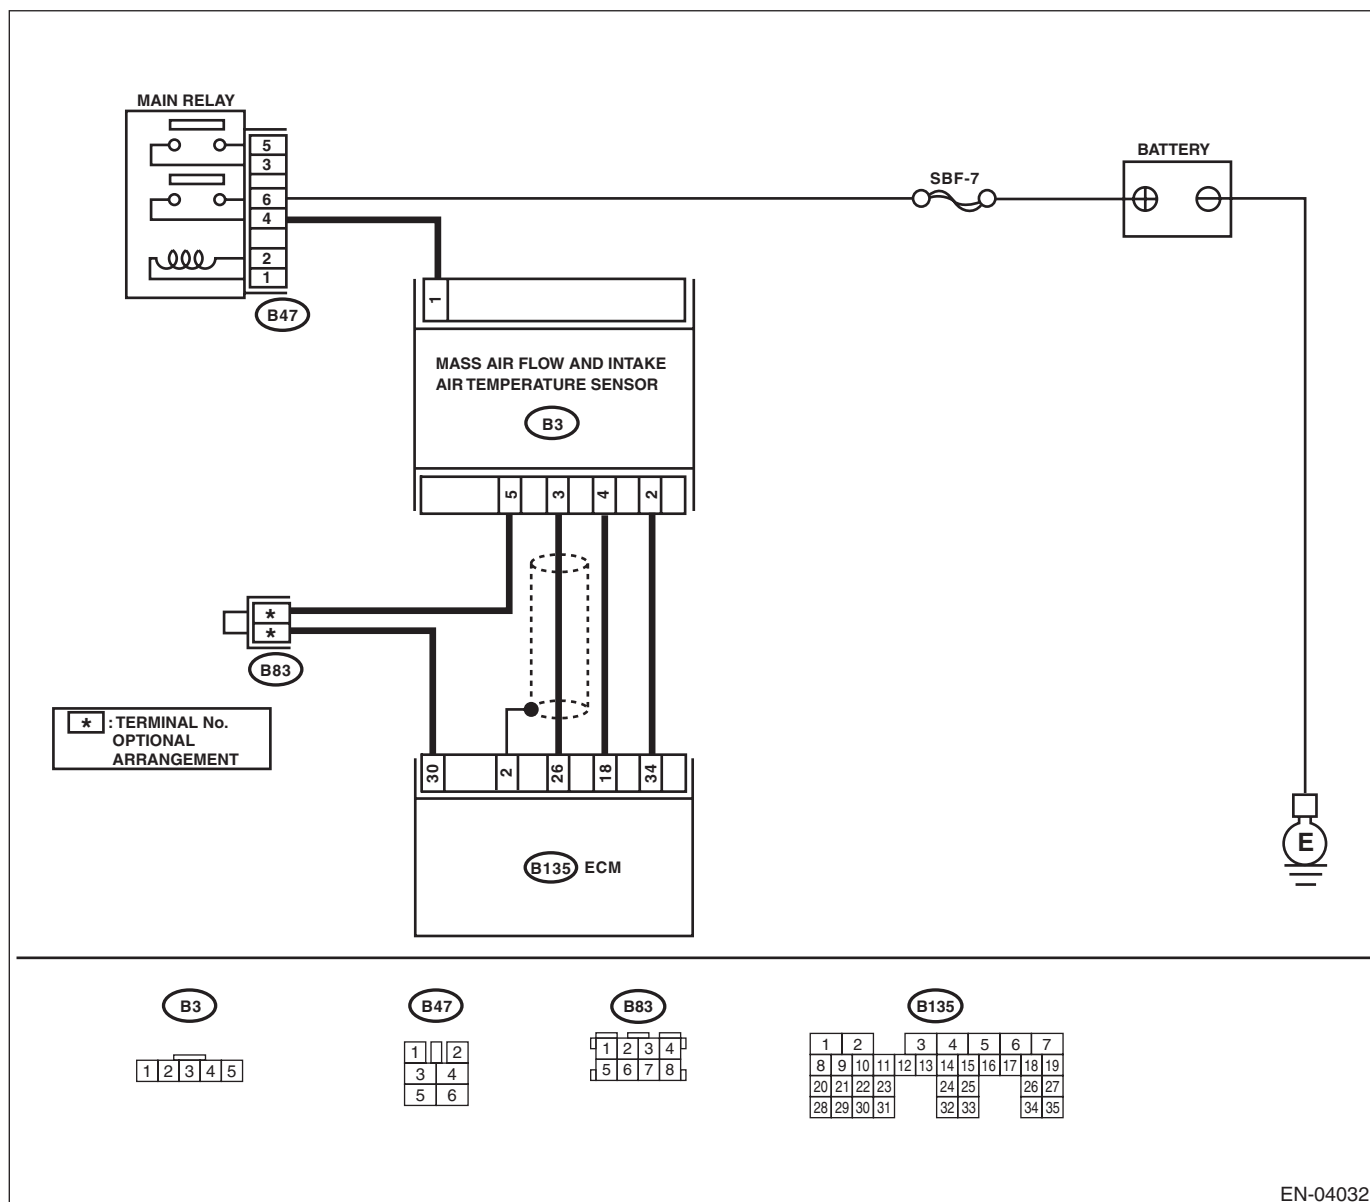 MAIN RELAY
5
3
6
4
2
1
B47
SBF-7
BATTERY
1
MASS AIR FLOW AND INTAKE
AIR TEMPERATURE SENSOR
B3
5 3 4 2
*
*
B83
* : TERMINAL No.
OPTIONAL
ARRANGEMENT
30 2 26 18 34
B135 ECM
E
B3
1 2 3 4 5
B47
1 2
3 4
5 6
B83
1 2 3 4
5 6 7 8
B135
1 2 3 4 5 6 7
8 9 10 11 12 13 14 15 16 17 18 19
20 21 22 23 24 25 26 27
28 29 30 31 32 33 34 35
EN-04032